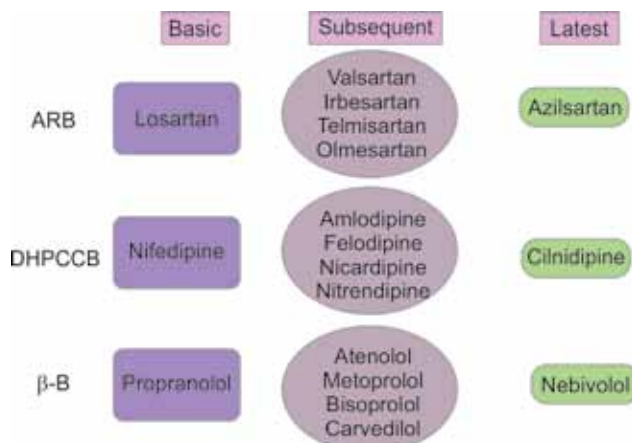 Basic Subsequent Latest
ARB
Losartan
Valsartan
Irbesartan
Telmisartan
Olmesartan
Azilsartan
DHPCCB
Nifedipine
Amlodipine
Felodipine
Nicardipine
Nitrendipine
Cilnidipine
β-B
Propranolol
Atenolol
Metoprolol
Bisoprolol
Carvedilol
Nebivolol